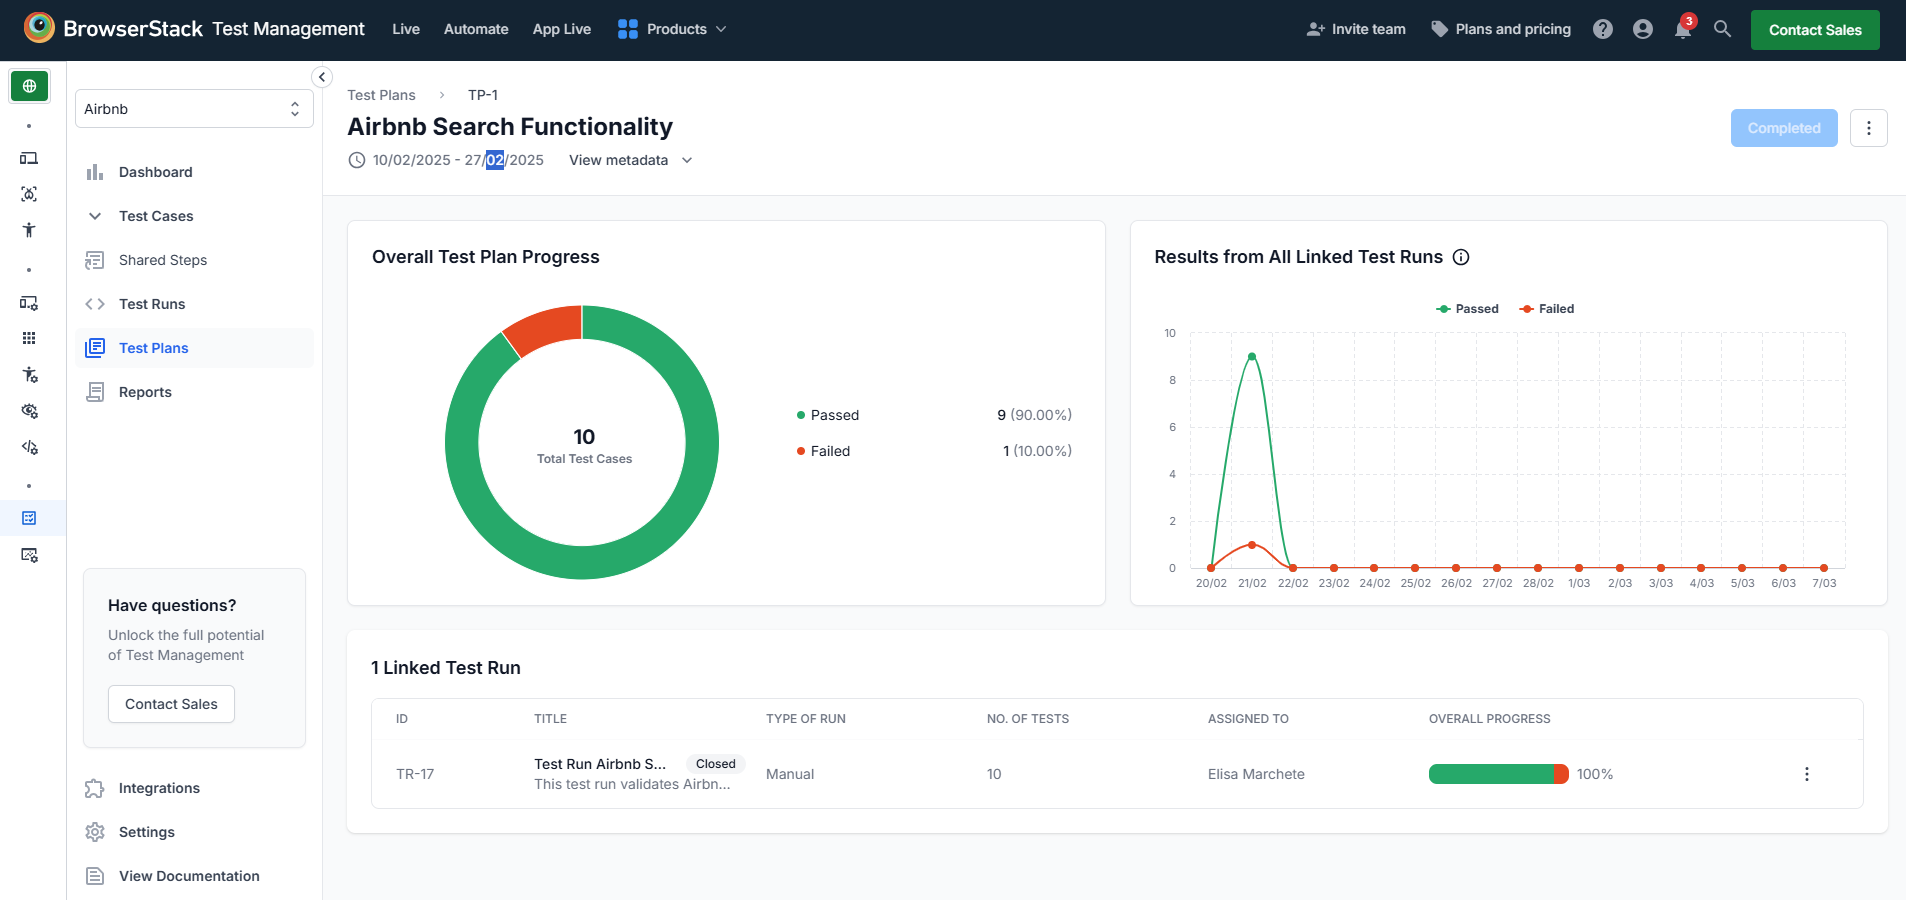 BrowserStack Test Management Live Automate App Live Products Invite team Plans and pricing 3 Contact Sales
Airbnb
Dashboard
Test Cases
Shared Steps
Test Runs
Test Plans
Reports
Have questions?
Unlock the full potential
of Test Management
Contact Sales
Integrations
Settings
View Documentation
Test Plans TP-1
Airbnb Search Functionality
10/02/2025 - 27/02/2025 View metadata
Completed
Overall Test Plan Progress
10
Total Test Cases
Passed 9 (90.00%)
Failed 1 (10.00%)
Results from All Linked Test Runs
Passed Failed
10
8
6
4
2
0
20/02 21/02 22/02 23/02 24/02 25/02 26/02 27/02 28/02 1/03 2/03 3/03 4/03 5/03 6/03 7/03
1 Linked Test Run
ID TITLE TYPE OF RUN NO. OF TESTS ASSIGNED TO OVERALL PROGRESS
TR-17 Test Run Airbnb S... Closed Manual 10 Elisa Marchete 100%
This test run validates Airbn...